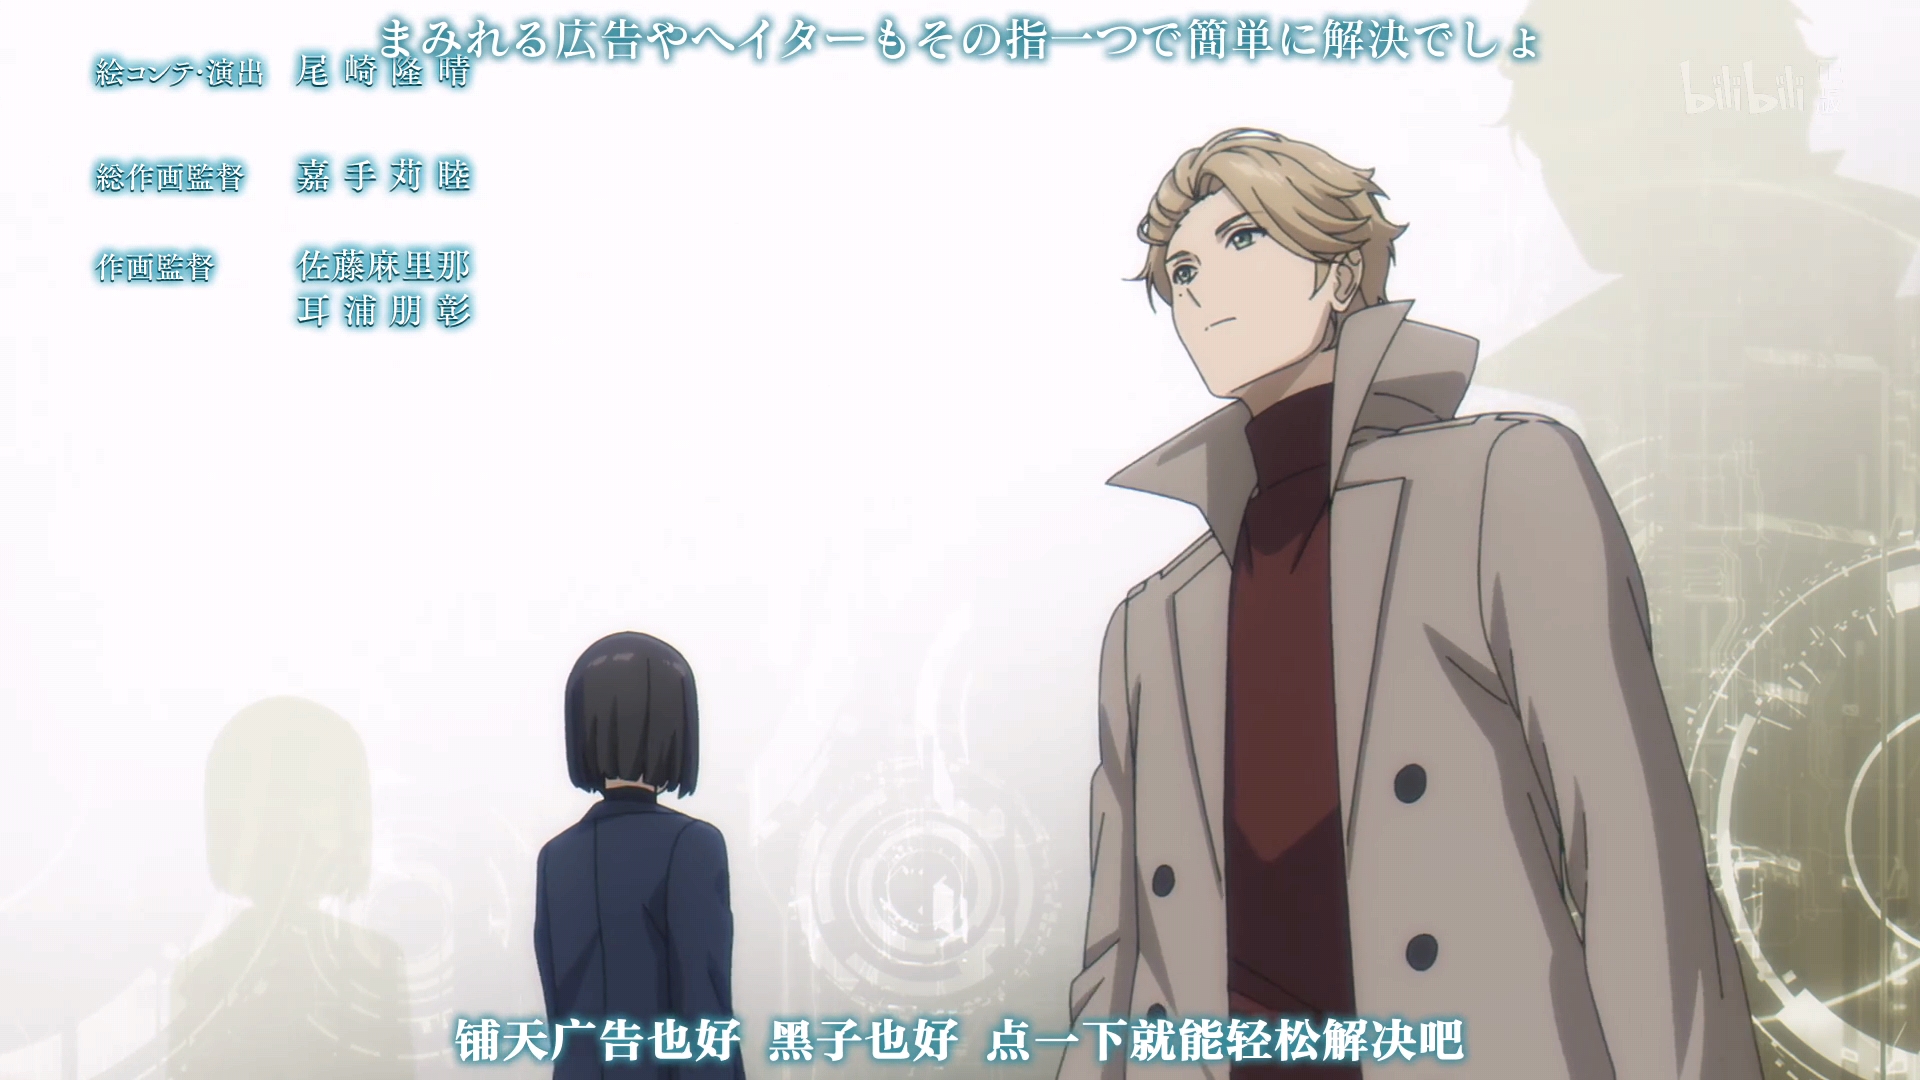 まみれる広告やヘイターもその指一つで簡単に解決でしょ
絵コンテ・演出 尾崎隆晴
bilibili 正版
総作画監督 嘉手苅睦
作画監督 佐藤麻里那
耳浦朋彰
铺天广告也好 黑子也好 点一下就能轻松解决吧